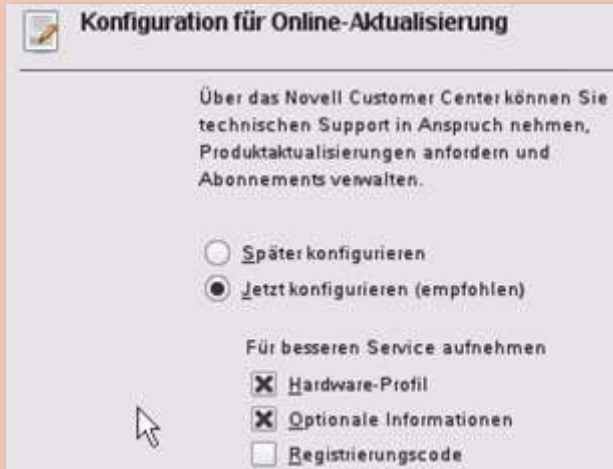 Konfiguration für Online-Aktualisierung
Über das Novell Customer Center können Sie
technischen Support in Anspruch nehmen,
Produktaktualisierungen anfordern und
Abonnements verwalten.
Später konfigurieren
Jetzt konfigurieren (empfohlen)
Für besseren Service aufnehmen
Hardware-Profil
Optionale Informationen
Registrierungscode